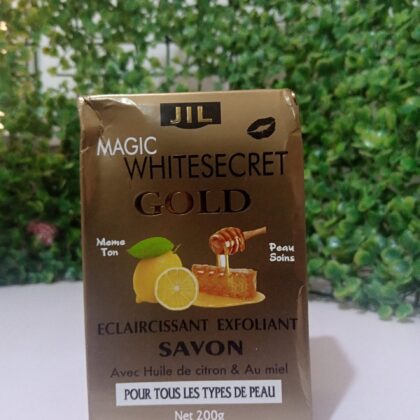 JIL
MAGIC
WHITESECRET
GOLD
Meme
Ton
Peau
Soins
ECLAIRCISSANT EXFOLIANT
SAVON
Avec Huile de citron & Au miel
POUR TOUS LES TYPES DE PEAU
Net 200g